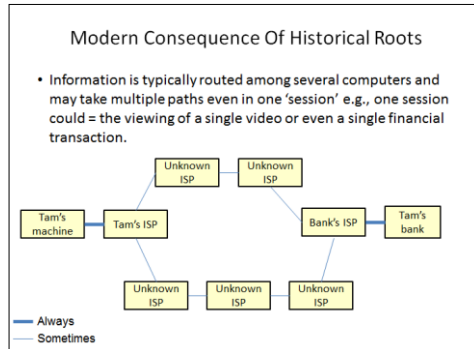 Modern Consequence Of Historical Roots
• Information is typically routed among several computers and
may take multiple paths even in one ‘session’ e.g., one session
could = the viewing of a single video or even a single financial
transaction.
Unknown
ISP
Unknown
ISP
Tam's
machine
Tam's ISP
Bank's ISP
Tam's
bank
Unknown
ISP
Unknown
ISP
Unknown
ISP
Always
Sometimes